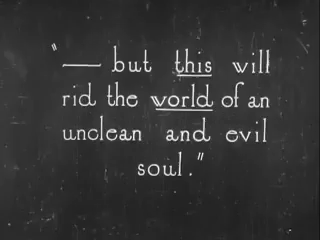 "— but this will
rid the world of an
unclean and evil
soul."